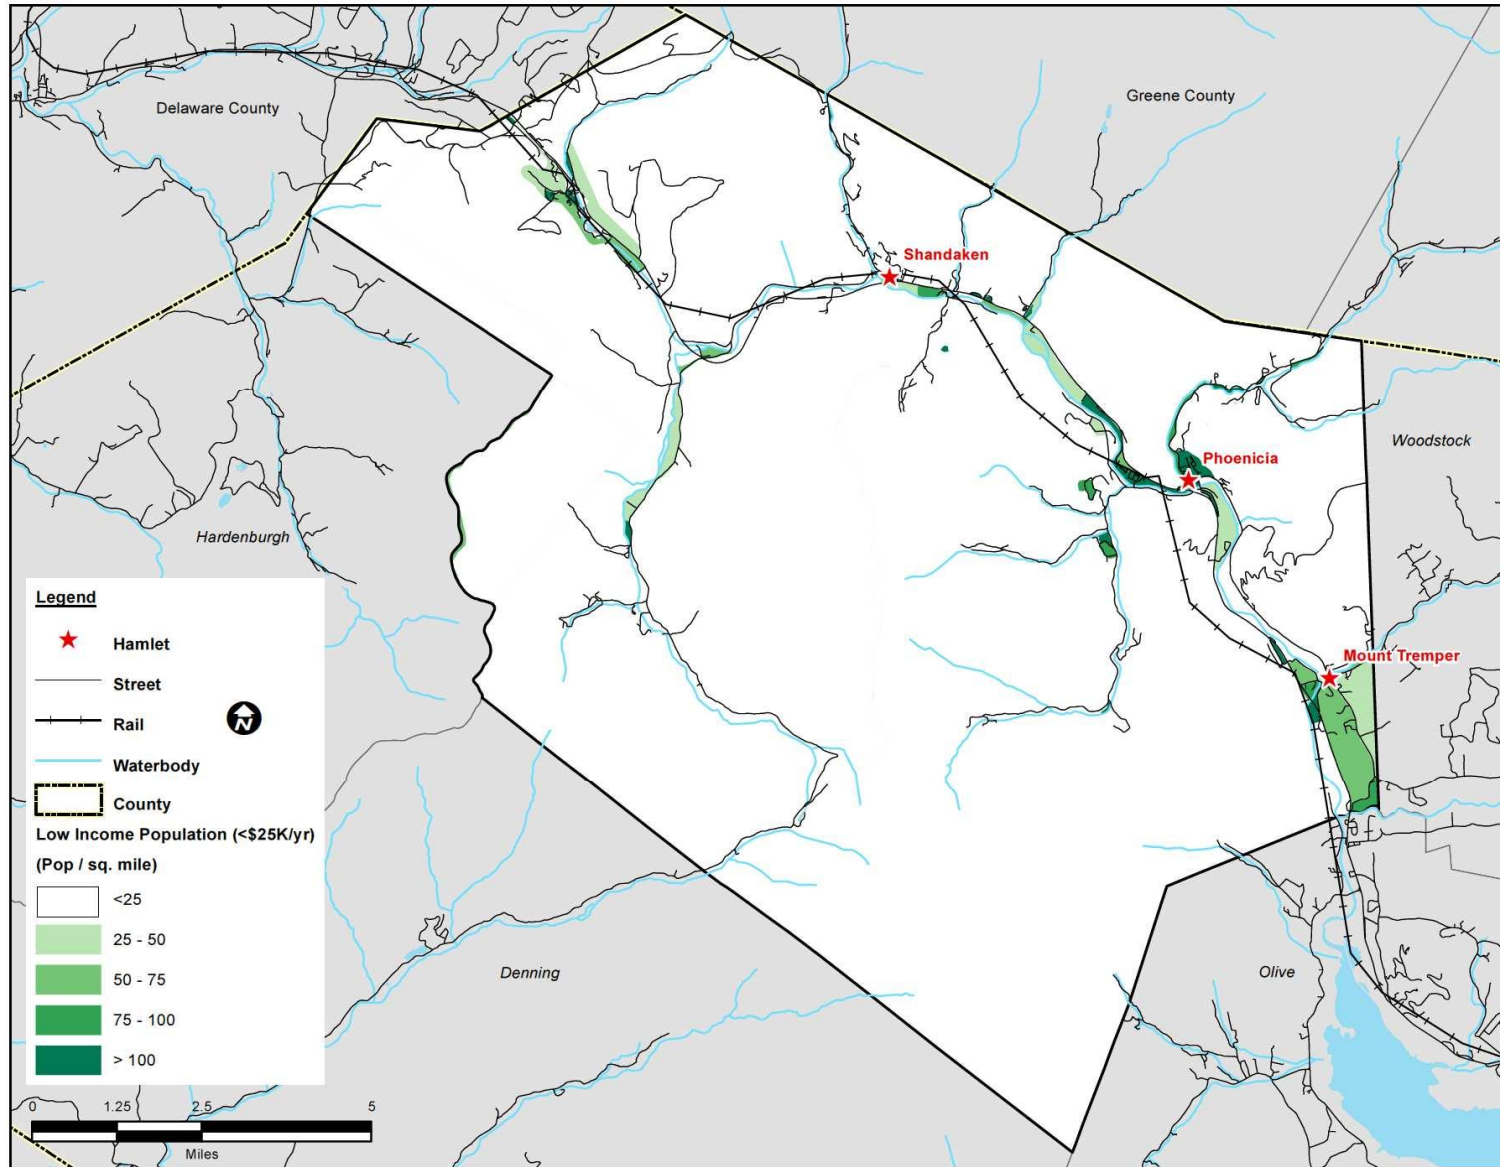 Delaware County
Greene County
Shandaken
Woodstock
Phoenicia
Hardenburgh
Legend
Hamlet
Street
Rail
N
Waterbody
County
Low Income Population (<$25K/yr)
(Pop / sq. mile)
<25
25 - 50
50 - 75
75 - 100
> 100
Mount Tremper
Denning
Olive
0 1.25 2.5 5
Miles